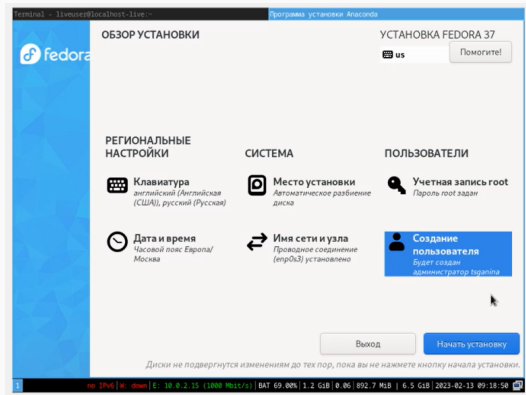 Terminal - liveuser@localhost-live:~
Программа установки Anaconda
fedora
ОБЗОР УСТАНОВКИ
УСТАНОВКА FEDORA 37
us
Помогите!
РЕГИОНАЛЬНЫЕ
НАСТРОЙКИ
СИСТЕМА
ПОЛЬЗОВАТЕЛИ
Клавиатура
английский (Английская
(США)), русский (Русская)
Место установки
Автоматическое разбиение
диска
Учетная запись root
Пароль root задан
Дата и время
Часовой пояс Европа/
Москва
Имя сети и узла
Проводное соединение
(enp0s3) установлено
Создание
пользователя
Будет создан
администратор tsganina
Выход
Начать установку
Диски не подвергнутся изменениям до тех пор, пока вы не нажмете кнопку начала установки.
1
no IPv6|W: down|E: 10.0.2.15 (1000 Mbit/s)|BAT 69.00%|1.2 GiB|0.06|892.7 MiB | 6.5 GiB|2023-02-13 09:18:50